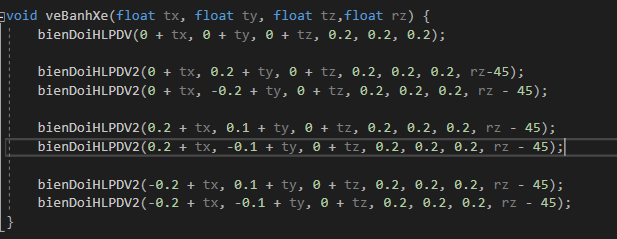 void veBanhXe(float tx, float ty, float tz,float rz) {
bienDoiHLPDV(0 + tx, 0 + ty, 0 + tz, 0.2, 0.2, 0.2);
bienDoiHLPDV2(0 + tx, 0.2 + ty, 0 + tz, 0.2, 0.2, 0.2, rz-45);
bienDoiHLPDV2(0 + tx, -0.2 + ty, 0 + tz, 0.2, 0.2, 0.2, rz - 45);
bienDoiHLPDV2(0.2 + tx, 0.1 + ty, 0 + tz, 0.2, 0.2, 0.2, rz - 45);
bienDoiHLPDV2(0.2 + tx, -0.1 + ty, 0 + tz, 0.2, 0.2, 0.2, rz - 45);
bienDoiHLPDV2(-0.2 + tx, 0.1 + ty, 0 + tz, 0.2, 0.2, 0.2, rz - 45);
bienDoiHLPDV2(-0.2 + tx, -0.1 + ty, 0 + tz, 0.2, 0.2, 0.2, rz - 45);
}